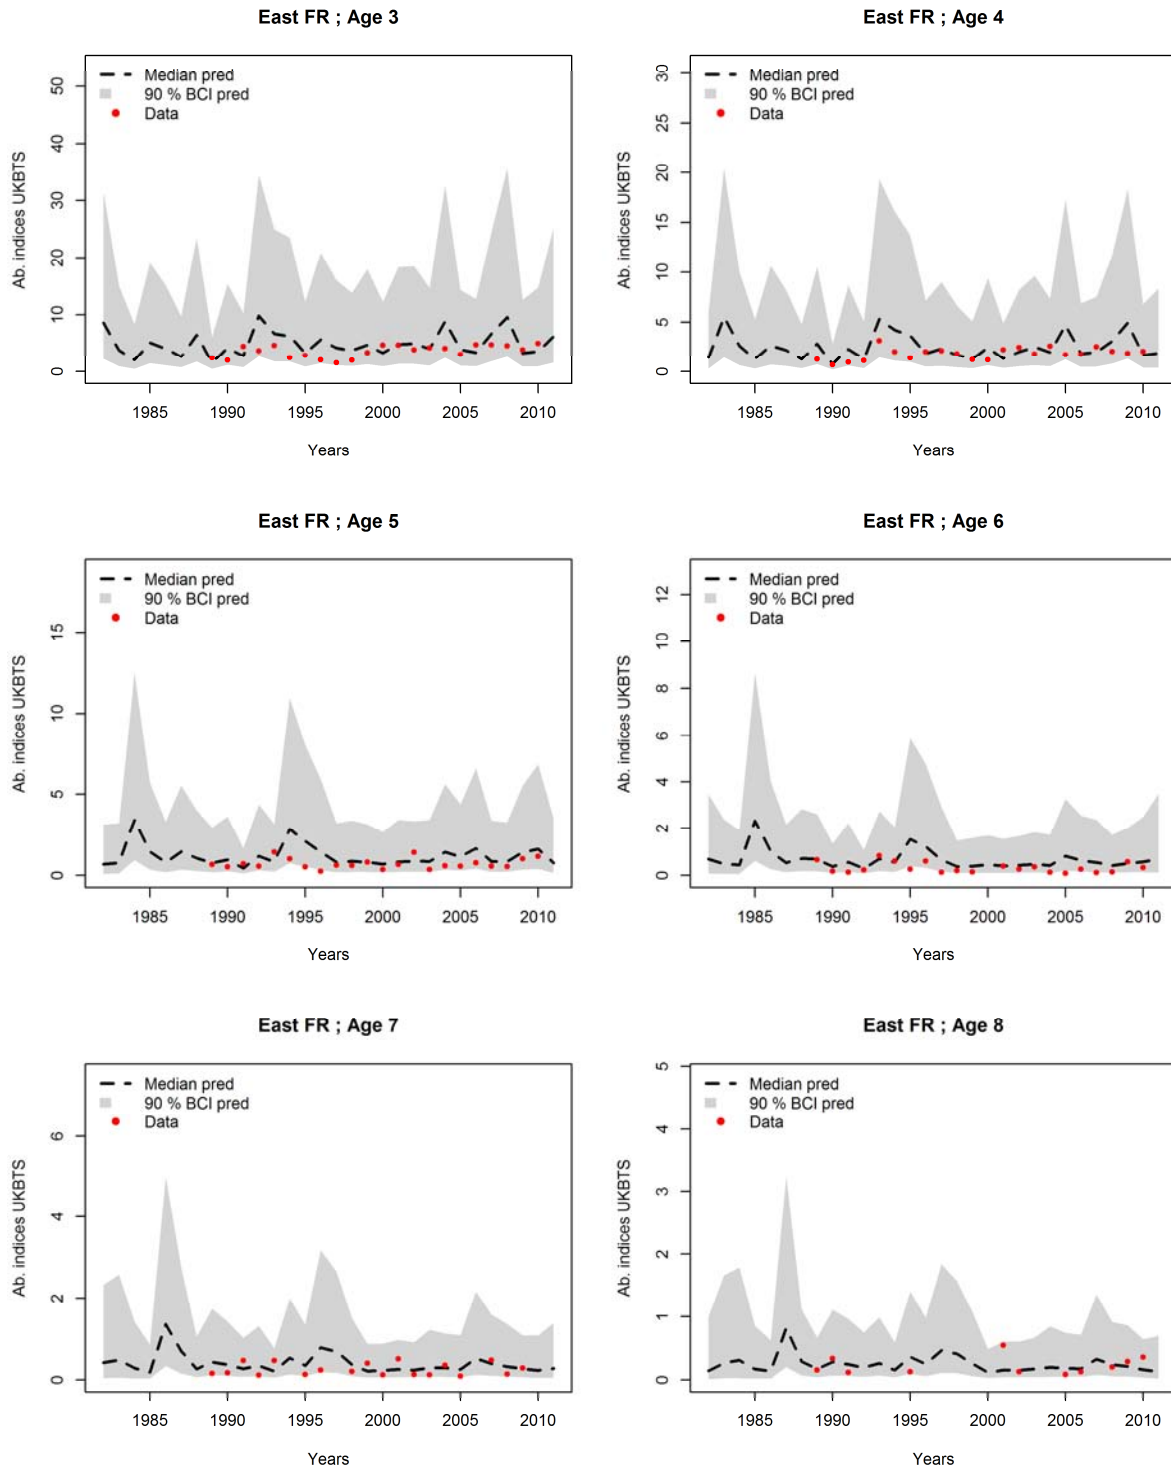 East FR ; Age 3
Median pred
90 % BCI pred
Data
Ab. indices UKBTS
50
40
30
20
10
0
1985 1990 1995 2000 2005 2010
Years
East FR ; Age 4
Median pred
90 % BCI pred
Data
Ab. indices UKBTS
30
25
20
15
10
5
0
1985 1990 1995 2000 2005 2010
Years
East FR ; Age 5
Median pred
90 % BCI pred
Data
Ab. indices UKBTS
15
10
5
0
1985 1990 1995 2000 2005 2010
Years
East FR ; Age 6
Median pred
90 % BCI pred
Data
Ab. indices UKBTS
12
10
8
6
4
2
0
1985 1990 1995 2000 2005 2010
Years
East FR ; Age 7
Median pred
90 % BCI pred
Data
Ab. indices UKBTS
6
4
2
0
1985 1990 1995 2000 2005 2010
Years
East FR ; Age 8
Median pred
90 % BCI pred
Data
Ab. indices UKBTS
5
4
3
2
1
0
1985 1990 1995 2000 2005 2010
Years